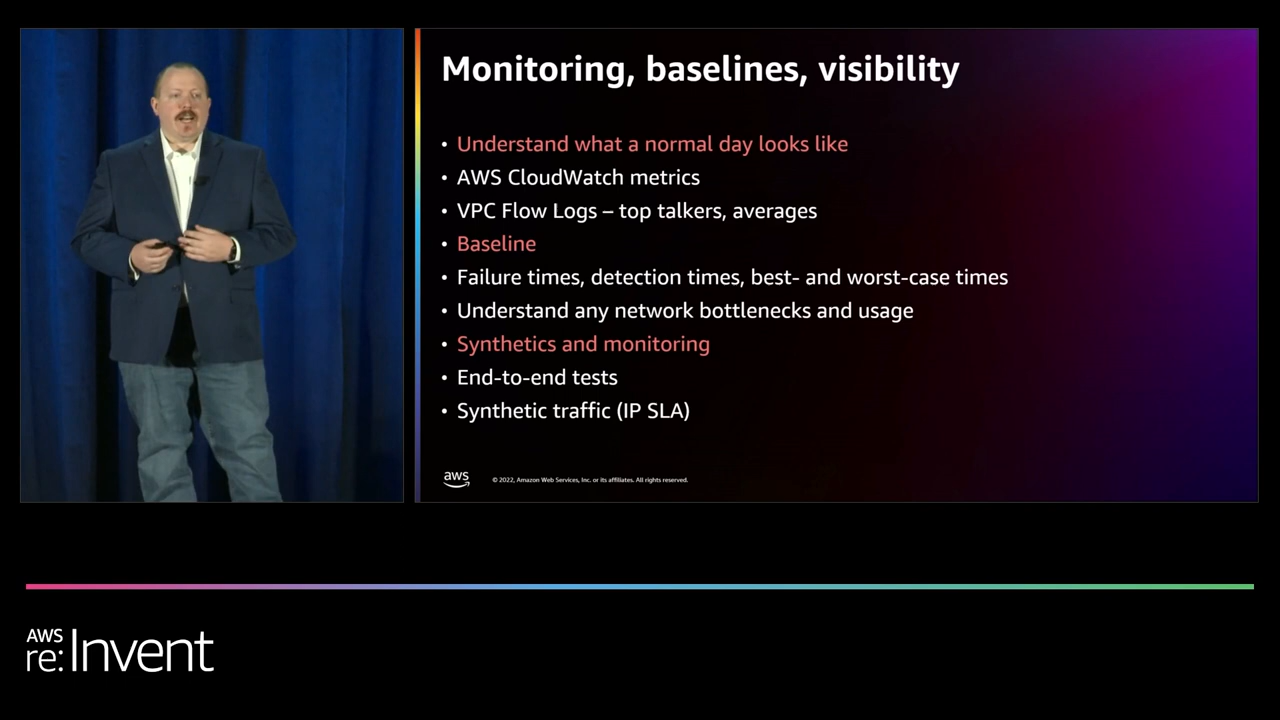 Monitoring, baselines, visibility
• Understand what a normal day looks like
• AWS CloudWatch metrics
• VPC Flow Logs – top talkers, averages
• Baseline
• Failure times, detection times, best- and worst-case times
• Understand any network bottlenecks and usage
• Synthetics and monitoring
• End-to-end tests
• Synthetic traffic (IP SLA)
aws
© 2022, Amazon Web Services, Inc. or its affiliates. All rights reserved.
AWS
re:Invent